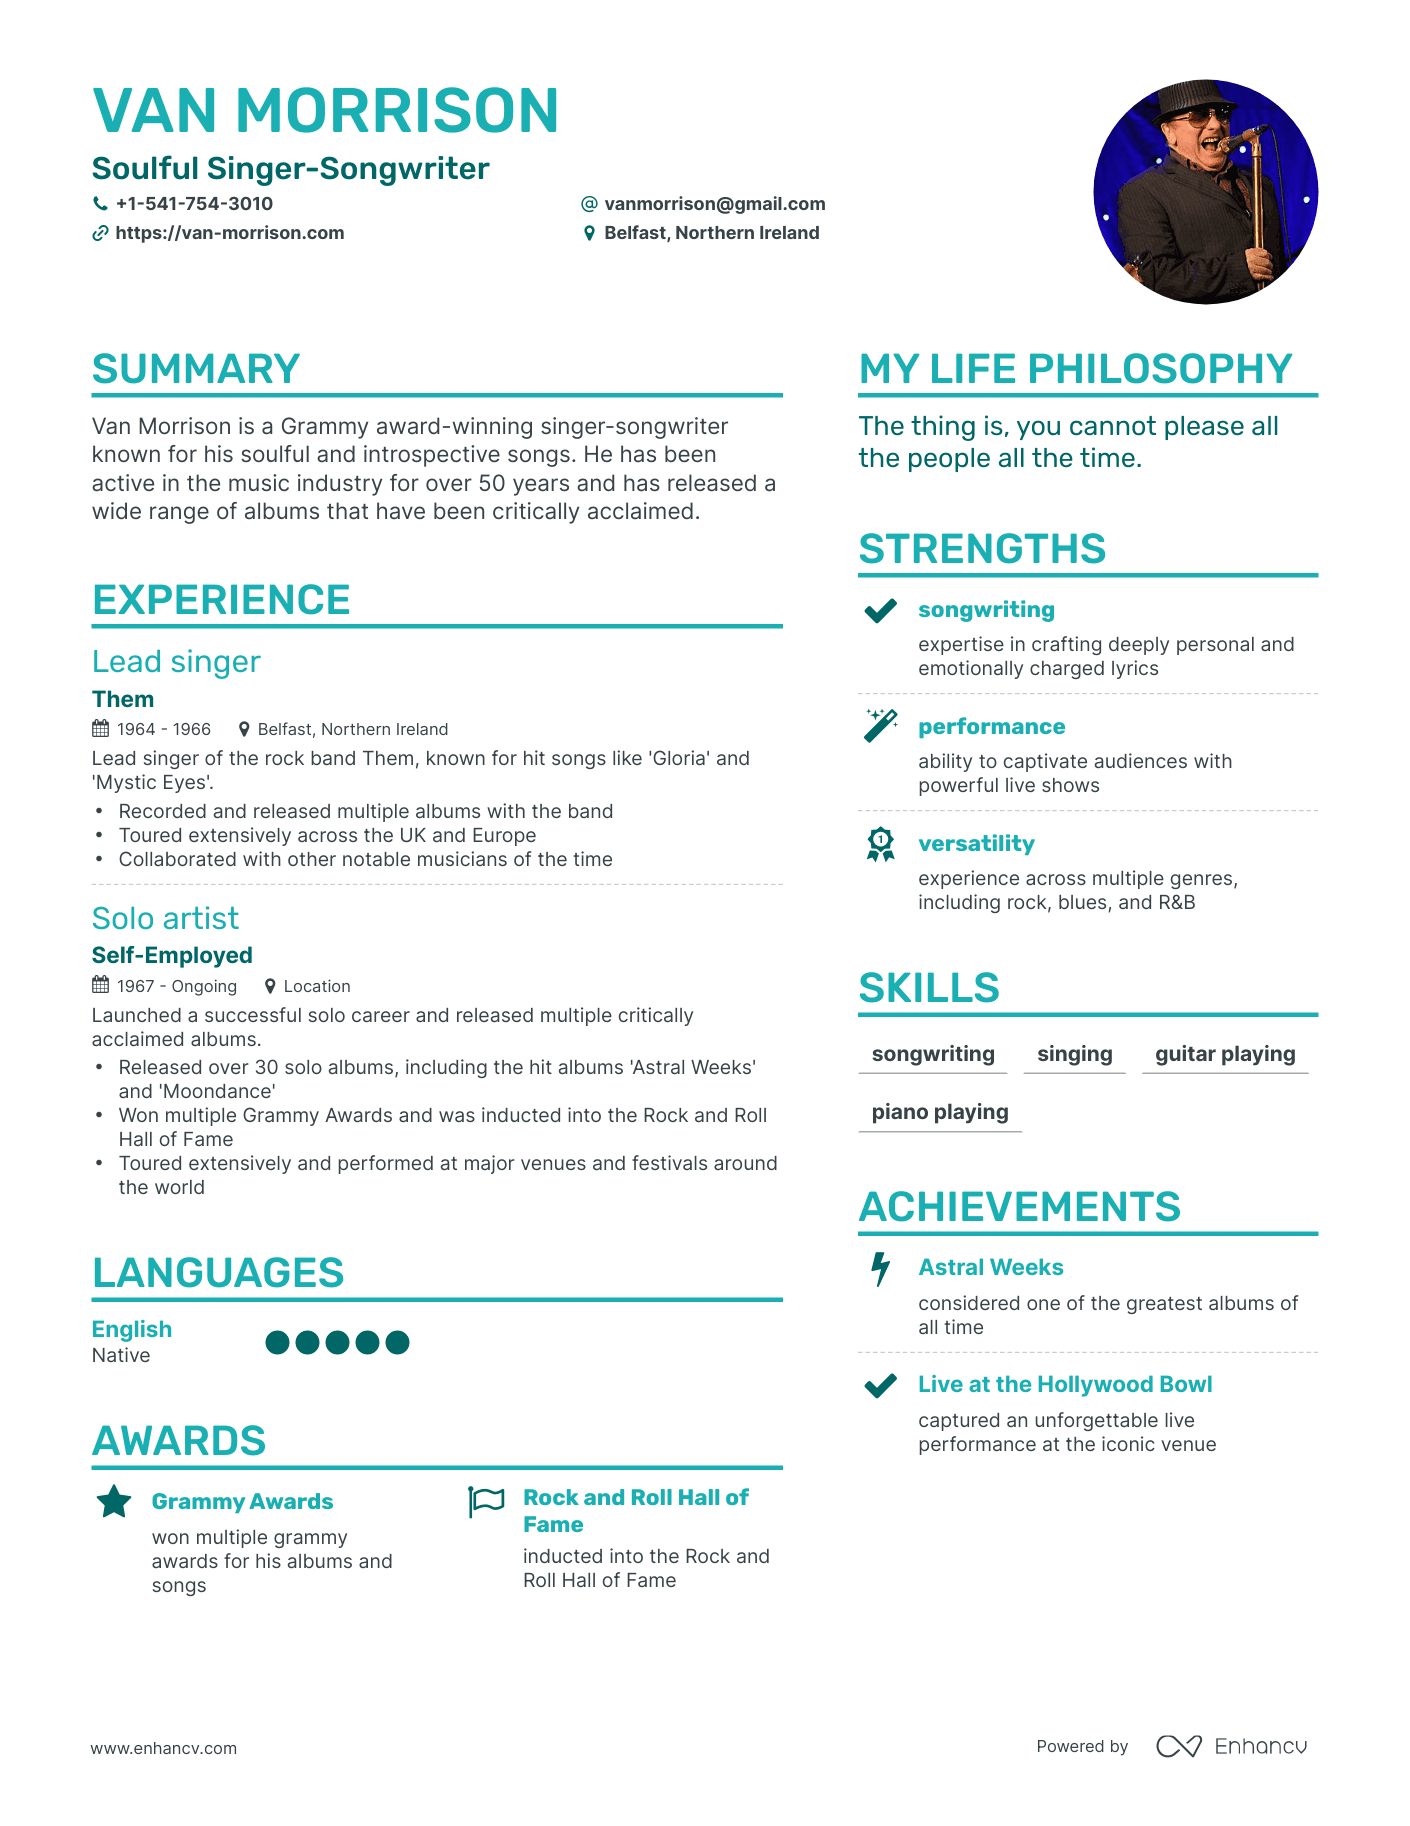 VAN MORRISON
Soulful Singer-Songwriter
+1-541-754-3010
vanmorrison@gmail.com
https://van-morrison.com
Belfast, Northern Ireland
SUMMARY
Van Morrison is a Grammy award-winning singer-songwriter
known for his soulful and introspective songs. He has been
active in the music industry for over 50 years and has released a
wide range of albums that have been critically acclaimed.
EXPERIENCE
Lead singer
Them
1964 - 1966
Belfast, Northern Ireland
Lead singer of the rock band Them, known for hit songs like 'Gloria' and
'Mystic Eyes'.
• Recorded and released multiple albums with the band
• Toured extensively across the UK and Europe
• Collaborated with other notable musicians of the time
Solo artist
Self-Employed
1967 - Ongoing
Location
Launched a successful solo career and released multiple critically
acclaimed albums.
• Released over 30 solo albums, including the hit albums 'Astral Weeks'
and 'Moondance'
• Won multiple Grammy Awards and was inducted into the Rock and Roll
Hall of Fame
• Toured extensively and performed at major venues and festivals around
the world
LANGUAGES
English
Native
AWARDS
Grammy Awards
won multiple grammy
awards for his albums and
songs
Rock and Roll Hall of
Fame
inducted into the Rock and
Roll Hall of Fame
MY LIFE PHILOSOPHY
The thing is, you cannot please all
the people all the time.
STRENGTHS
songwriting
expertise in crafting deeply personal and
emotionally charged lyrics
performance
ability to captivate audiences with
powerful live shows
1
versatility
experience across multiple genres,
including rock, blues, and R&B
SKILLS
songwriting
singing
guitar playing
piano playing
ACHIEVEMENTS
Astral Weeks
considered one of the greatest albums of
all time
Live at the Hollywood Bowl
captured an unforgettable live
performance at the iconic venue
www.enhancv.com
Powered by
Enhancv